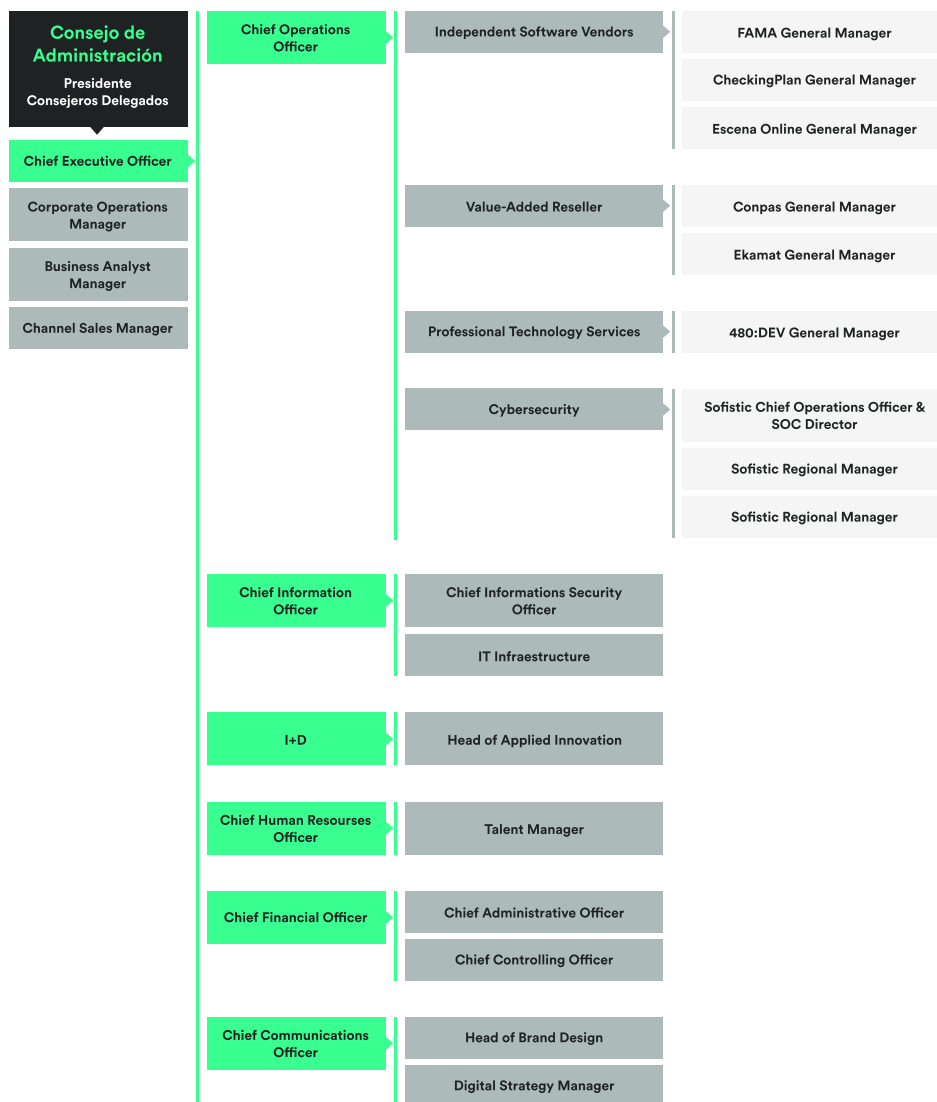 Consejo de
Administración
Presidente
Consejeros Delegados
Chief Executive Officer
Corporate Operations
Manager
Business Analyst
Manager
Channel Sales Manager
Chief Operations
Officer
Independent Software Vendors
FAMA General Manager
CheckingPlan General Manager
Escena Online General Manager
Value-Added Reseller
Conpas General Manager
Ekamat General Manager
Professional Technology Services
480:DEV General Manager
Cybersecurity
Sofistic Chief Operations Officer &
SOC Director
Sofistic Regional Manager
Sofistic Regional Manager
Chief Information
Officer
Chief Informations Security
Officer
IT Infraestructure
I+D
Head of Applied Innovation
Chief Human Resourses
Officer
Talent Manager
Chief Financial Officer
Chief Administrative Officer
Chief Controlling Officer
Chief Communications
Officer
Head of Brand Design
Digital Strategy Manager